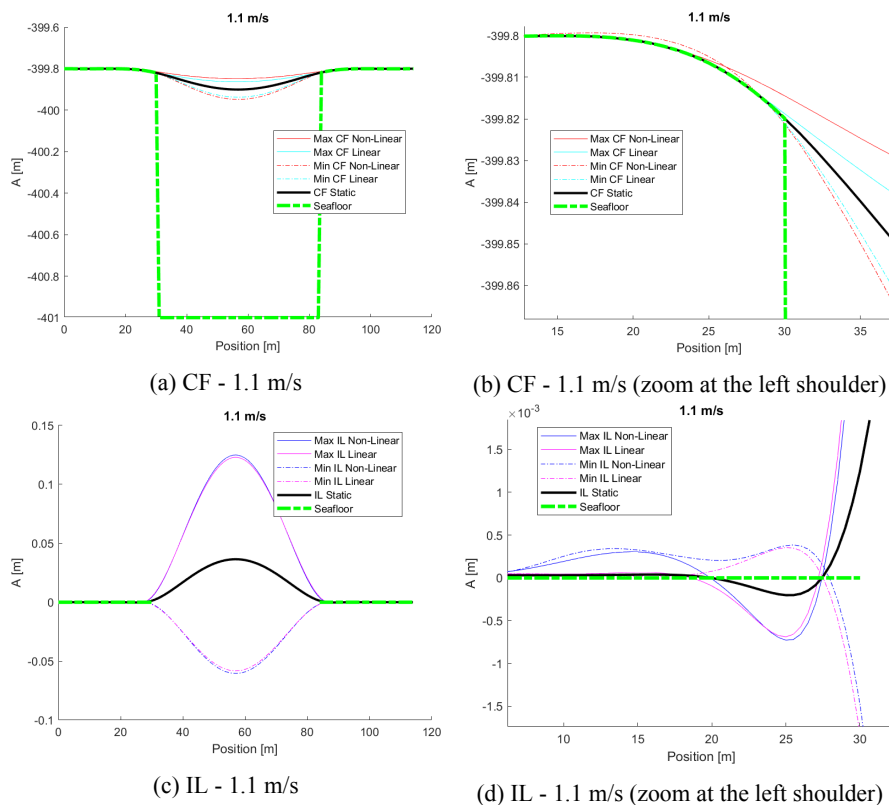 1.1 m/s
-399.6
-399.8
-400
-400.2
-400.4
-400.6
-400.8
-401
A [m]
Max CF Non-Linear
Max CF Linear
Min CF Non-Linear
Min CF Linear
CF Static
Seafloor
0 20 40 60 80 100 120
Position [m]
(a) CF - 1.1 m/s
1.1 m/s
-399.8
-399.81
-399.82
-399.83
-399.84
-399.85
-399.86
A [m]
Max CF Non-Linear
Max CF Linear
Min CF Non-Linear
Min CF Linear
CF Static
Seafloor
15 20 25 30 35
Position [m]
(b) CF - 1.1 m/s (zoom at the left shoulder)
1.1 m/s
0.15
0.1
0.05
0
-0.05
-0.1
A [m]
Max IL Non-Linear
Max IL Linear
Min IL Non-Linear
Min IL Linear
IL Static
Seafloor
0 20 40 60 80 100 120
Position [m]
(c) IL - 1.1 m/s
×10⁻³
1.1 m/s
1.5
1
0.5
0
-0.5
-1
-1.5
A [m]
Max IL Non-Linear
Max IL Linear
Min IL Non-Linear
Min IL Linear
IL Static
Seafloor
10 15 20 25 30
Position [m]
(d) IL - 1.1 m/s (zoom at the left shoulder)